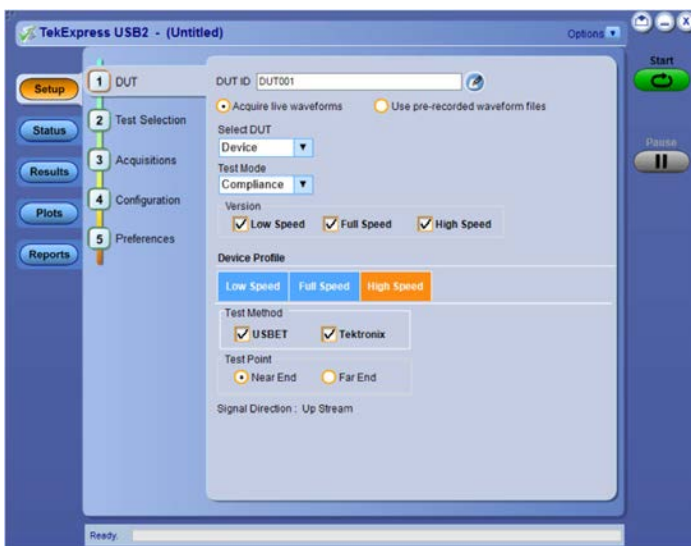 TekExpress USB2 - (Untitled)
Options
Start
Pause
Setup
Status
Results
Plots
Reports
1 DUT
2 Test Selection
3 Acquisitions
4 Configuration
5 Preferences
DUT ID DUT001
Acquire live waveforms Use pre-recorded waveform files
Select DUT
Device
Test Mode
Compliance
Version
Low Speed Full Speed High Speed
Device Profile
Low Speed Full Speed High Speed
Test Method
USBET Tektronix
Test Point
Near End Far End
Signal Direction : Up Stream
Ready.